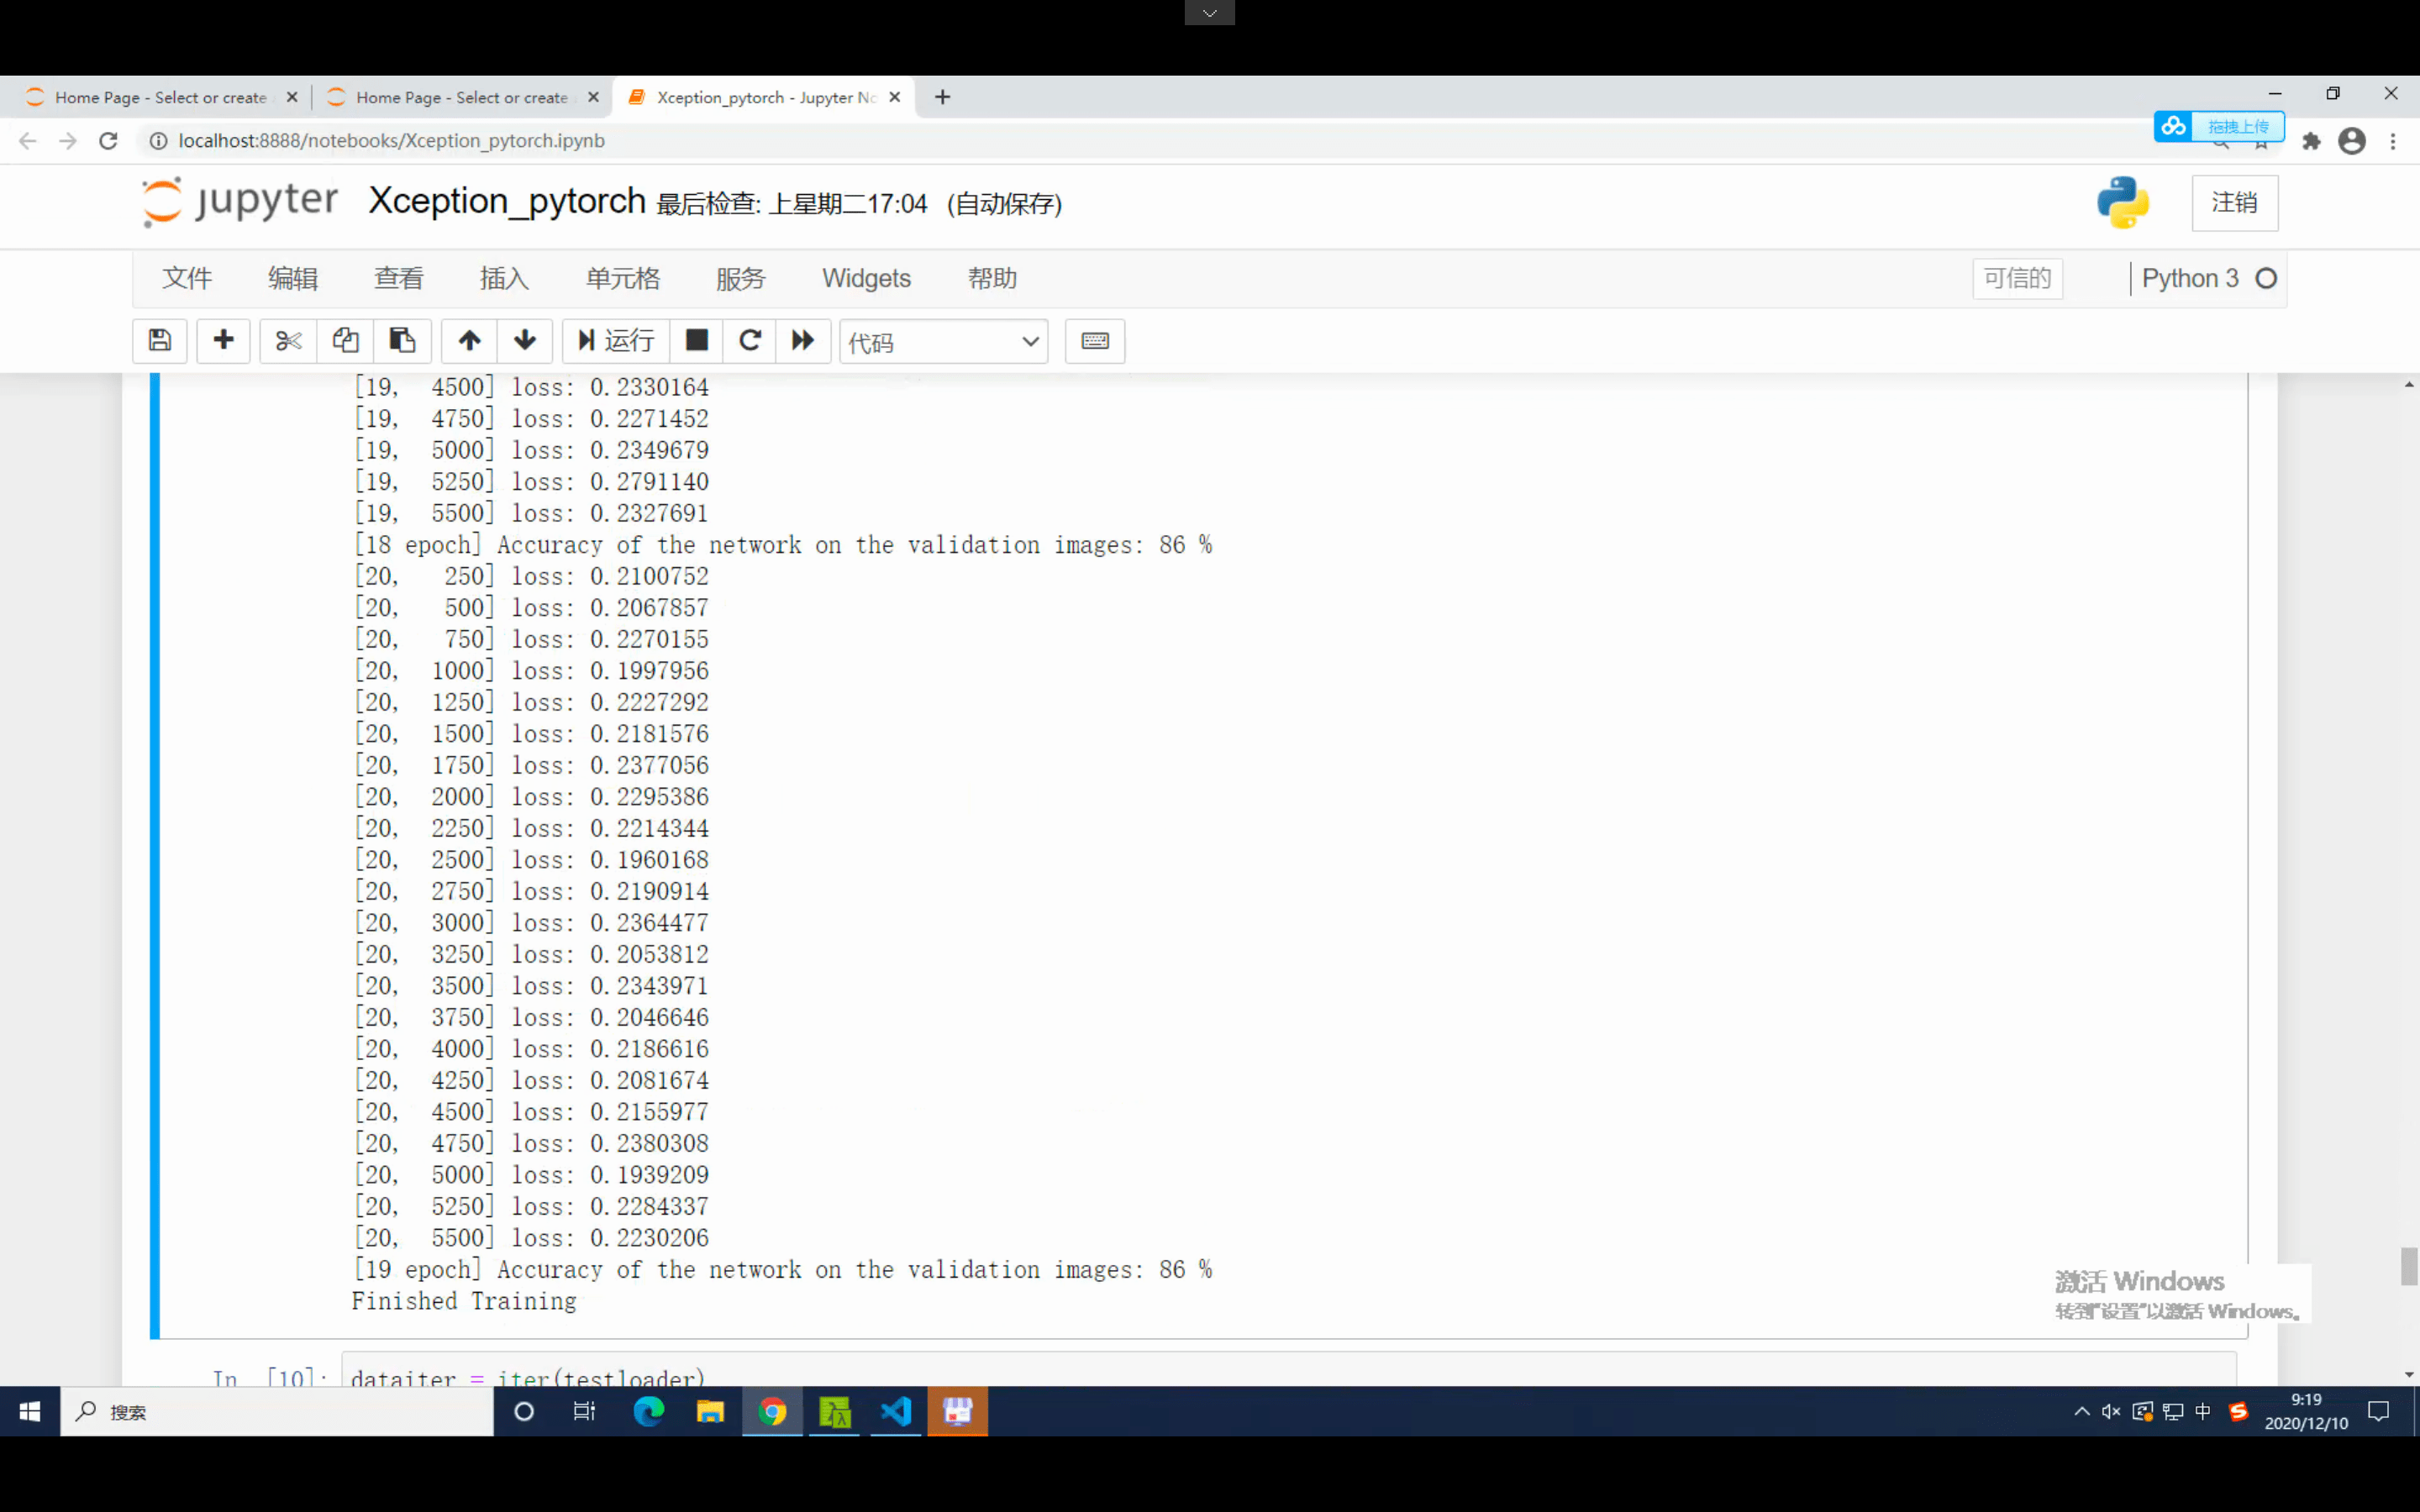 Home Page - Select or create
Home Page - Select or create
Xception_pytorch - Jupyter No
localhost:8888/notebooks/Xception_pytorch.ipynb
拖拽上传
jupyter Xception_pytorch 最后检查: 上星期二17:04 (自动保存)
注销
文件 编辑 查看 插入 单元格 服务 Widgets 帮助
可信的 Python 3
运行 代码
[19, 4500] loss: 0.2330164
[19, 4750] loss: 0.2271452
[19, 5000] loss: 0.2349679
[19, 5250] loss: 0.2791140
[19, 5500] loss: 0.2327691
[18 epoch] Accuracy of the network on the validation images: 86 %
[20, 250] loss: 0.2100752
[20, 500] loss: 0.2067857
[20, 750] loss: 0.2270155
[20, 1000] loss: 0.1997956
[20, 1250] loss: 0.2227292
[20, 1500] loss: 0.2181576
[20, 1750] loss: 0.2377056
[20, 2000] loss: 0.2295386
[20, 2250] loss: 0.2214344
[20, 2500] loss: 0.1960168
[20, 2750] loss: 0.2190914
[20, 3000] loss: 0.2364477
[20, 3250] loss: 0.2053812
[20, 3500] loss: 0.2343971
[20, 3750] loss: 0.2046646
[20, 4000] loss: 0.2186616
[20, 4250] loss: 0.2081674
[20, 4500] loss: 0.2155977
[20, 4750] loss: 0.2380308
[20, 5000] loss: 0.1939209
[20, 5250] loss: 0.2284337
[20, 5500] loss: 0.2230206
[19 epoch] Accuracy of the network on the validation images: 86 %
Finished Training
激活 Windows
转到"设置"以激活 Windows。
In [10]: dataiter = iter(testloader)
搜索
中
9:19
2020/12/10